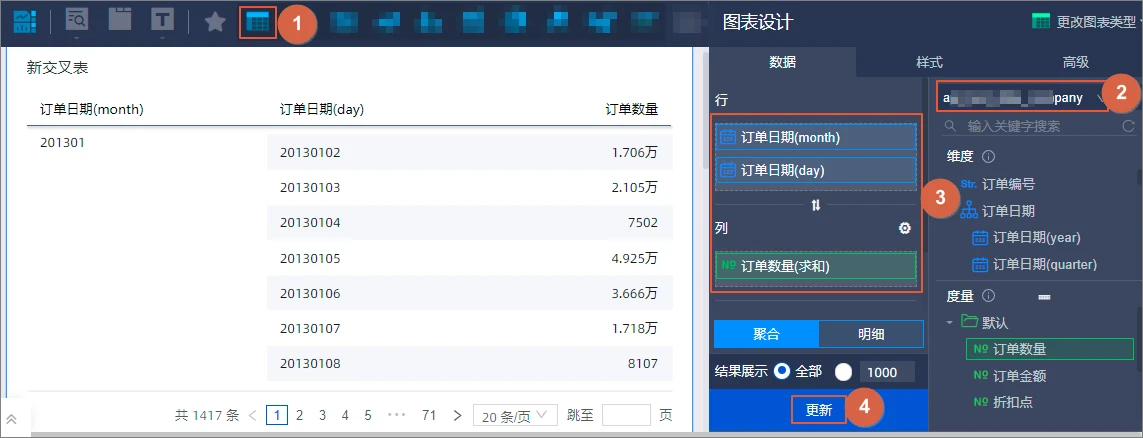 T
1
图表设计
更改图表类型
新交叉表
数据
样式
高级
订单日期(month)
订单日期(day)
订单数量
201301
20130102
1.706万
20130103
2.105万
20130104
7502
20130105
4.925万
20130106
3.666万
20130107
1.718万
20130108
8107
共 1417 条
1 2 3 4 5 ··· 71
20 条/页
跳至
页
行
订单日期(month)
订单日期(day)
列
Nº 订单数量(求和)
聚合
明细
结果展示 全部 1000
更新
4
3
a
pany
2
输入关键字搜索
维度
Str. 订单编号
订单日期
订单日期(year)
订单日期(quarter)
度量
默认
Nº 订单数量
Nº 订单金额
Nº 折扣点